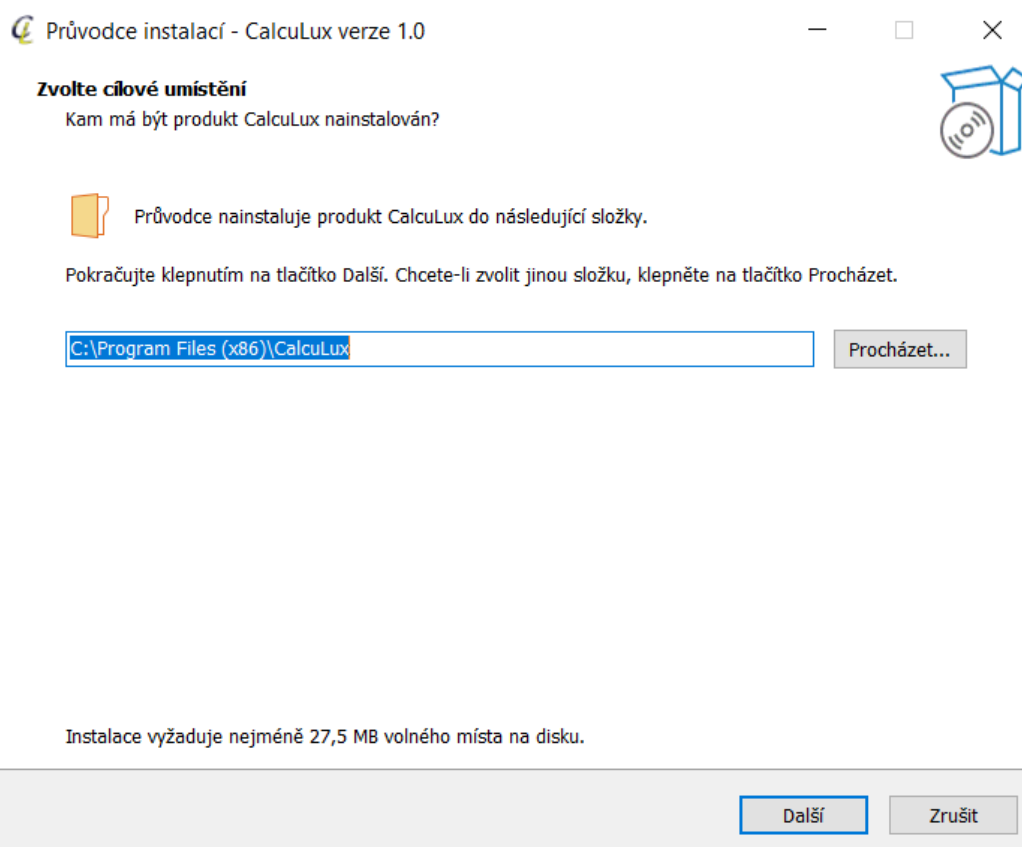 Průvodce instalací - CalcuLux verze 1.0
Zvolte cílové umístění
Kam má být produkt CalcuLux nainstalován?
Průvodce nainstaluje produkt CalcuLux do následující složky.
Pokračujte klepnutím na tlačítko Další. Chcete-li zvolit jinou složku, klepněte na tlačítko Procházet.
C:\Program Files (x86)\CalcuLux
Procházet...
Instalace vyžaduje nejméně 27,5 MB volného místa na disku.
Další
Zrušit